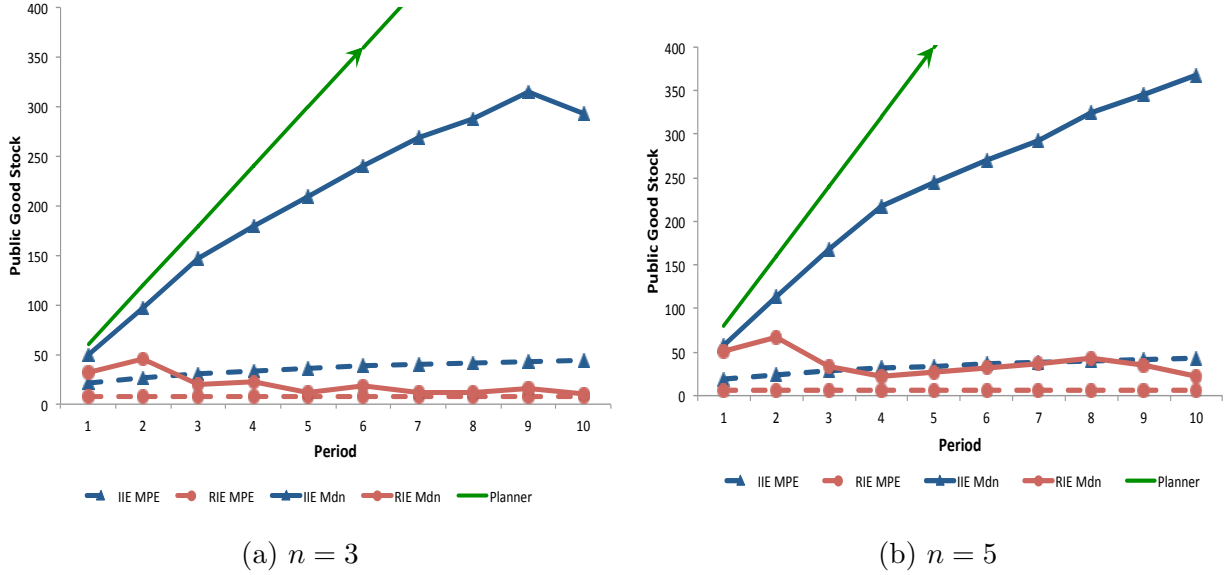 400
350
300
250
200
150
100
50
0
Public Good Stock
1 2 3 4 5 6 7 8 9 10
Period
IIE MPE RIE MPE IIE Mdn RIE Mdn Planner
(a) n = 3
400
350
300
250
200
150
100
50
0
Public Good Stock
1 2 3 4 5 6 7 8 9 10
Period
IIE MPE RIE MPE IIE Mdn RIE Mdn Planner
(b) n = 5